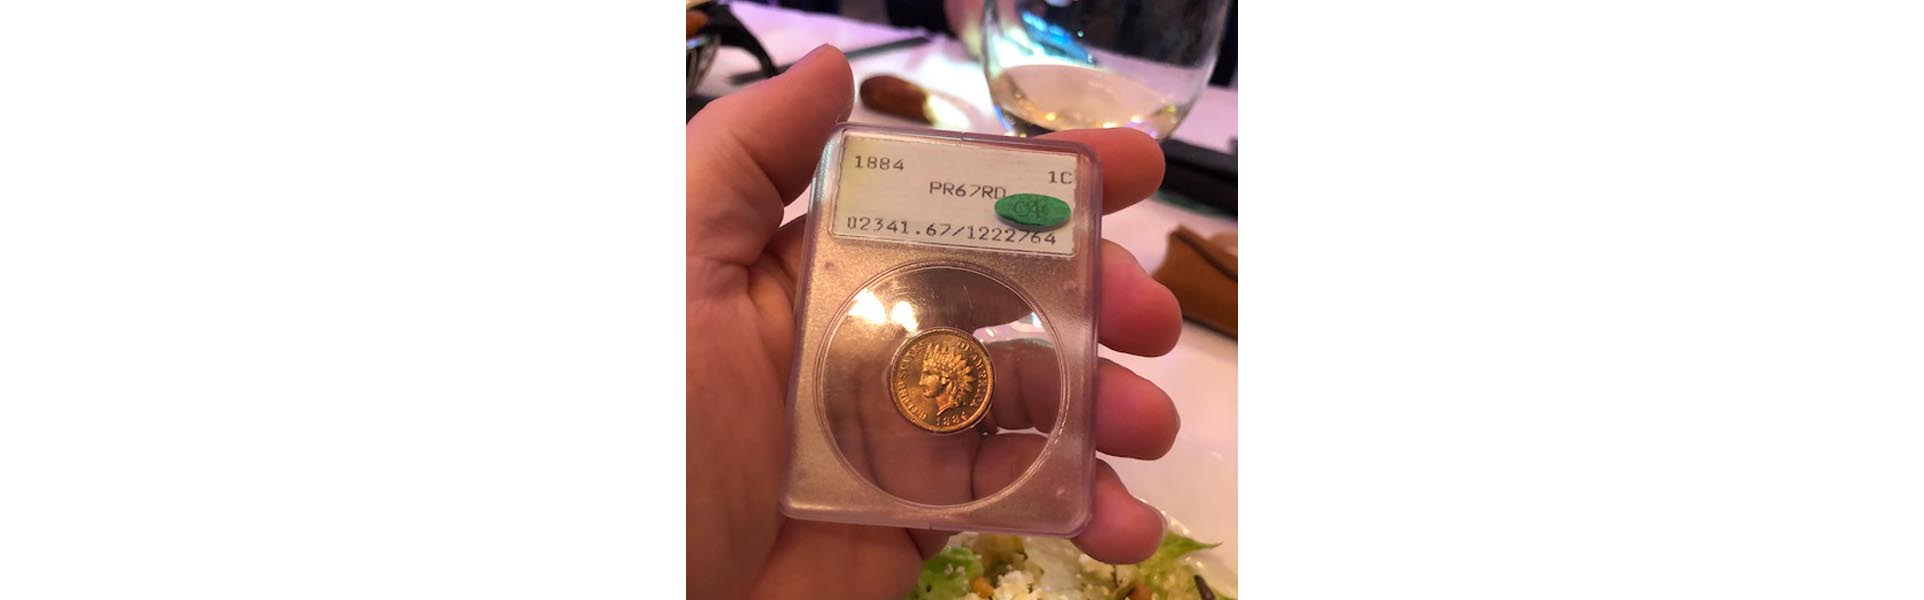 1884 1C
PR67RD
02341.67/1222764
CAC
UNITED STATES OF AMERICA
1884